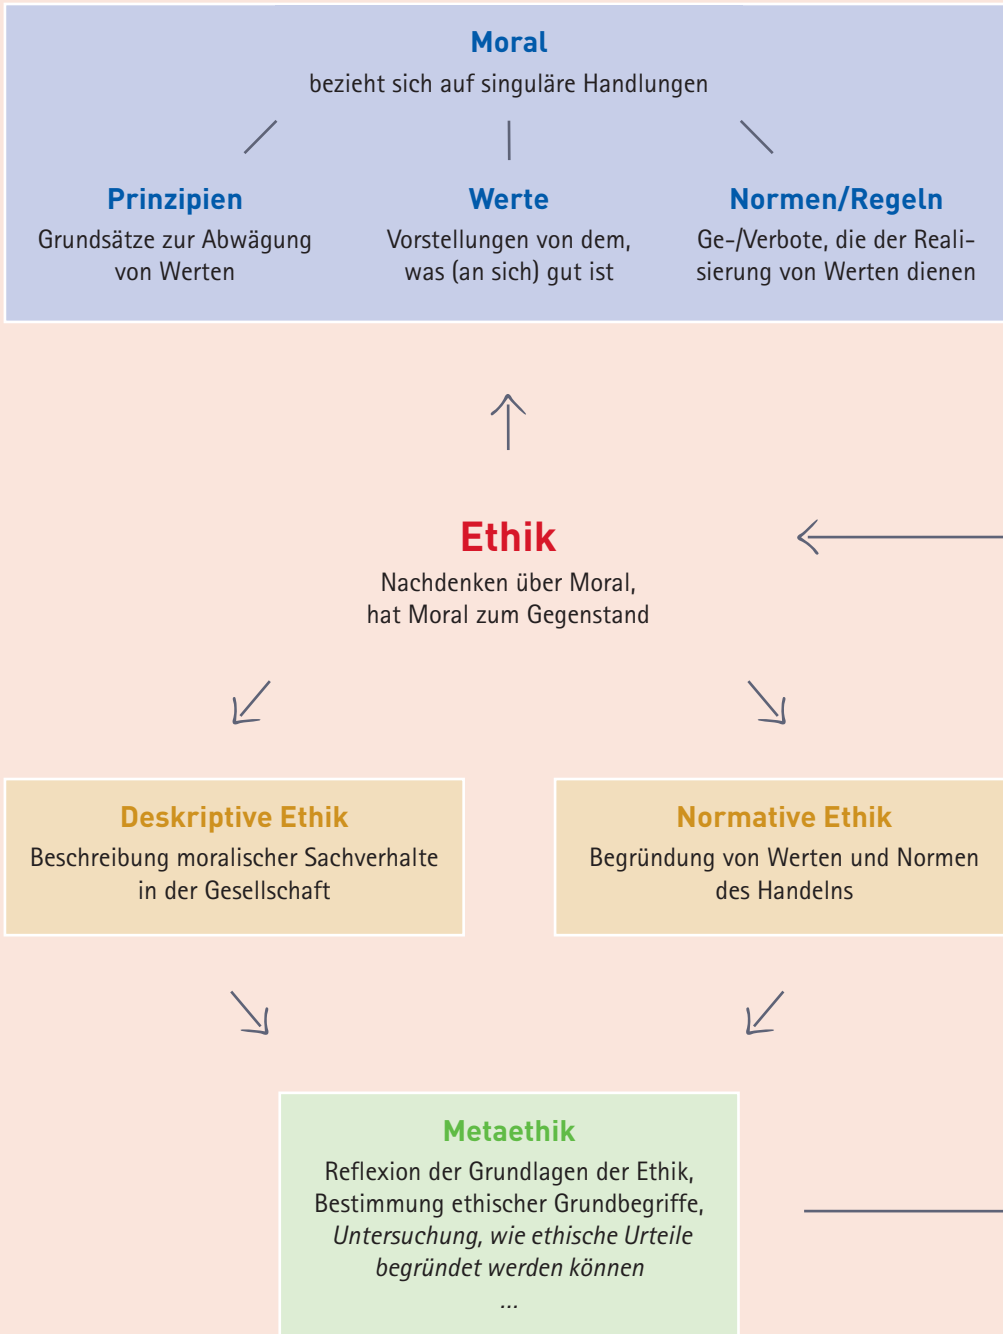 Moral
bezieht sich auf singuläre Handlungen
Prinzipien
Grundsätze zur Abwägung
von Werten
Werte
Vorstellungen von dem,
was (an sich) gut ist
Normen/Regeln
Ge-/Verbote, die der Reali-
sierung von Werten dienen
Ethik
Nachdenken über Moral,
hat Moral zum Gegenstand
Deskriptive Ethik
Beschreibung moralischer Sachverhalte
in der Gesellschaft
Normative Ethik
Begründung von Werten und Normen
des Handelns
Metaethik
Reflexion der Grundlagen der Ethik,
Bestimmung ethischer Grundbegriffe,
Untersuchung, wie ethische Urteile
begründet werden können
...